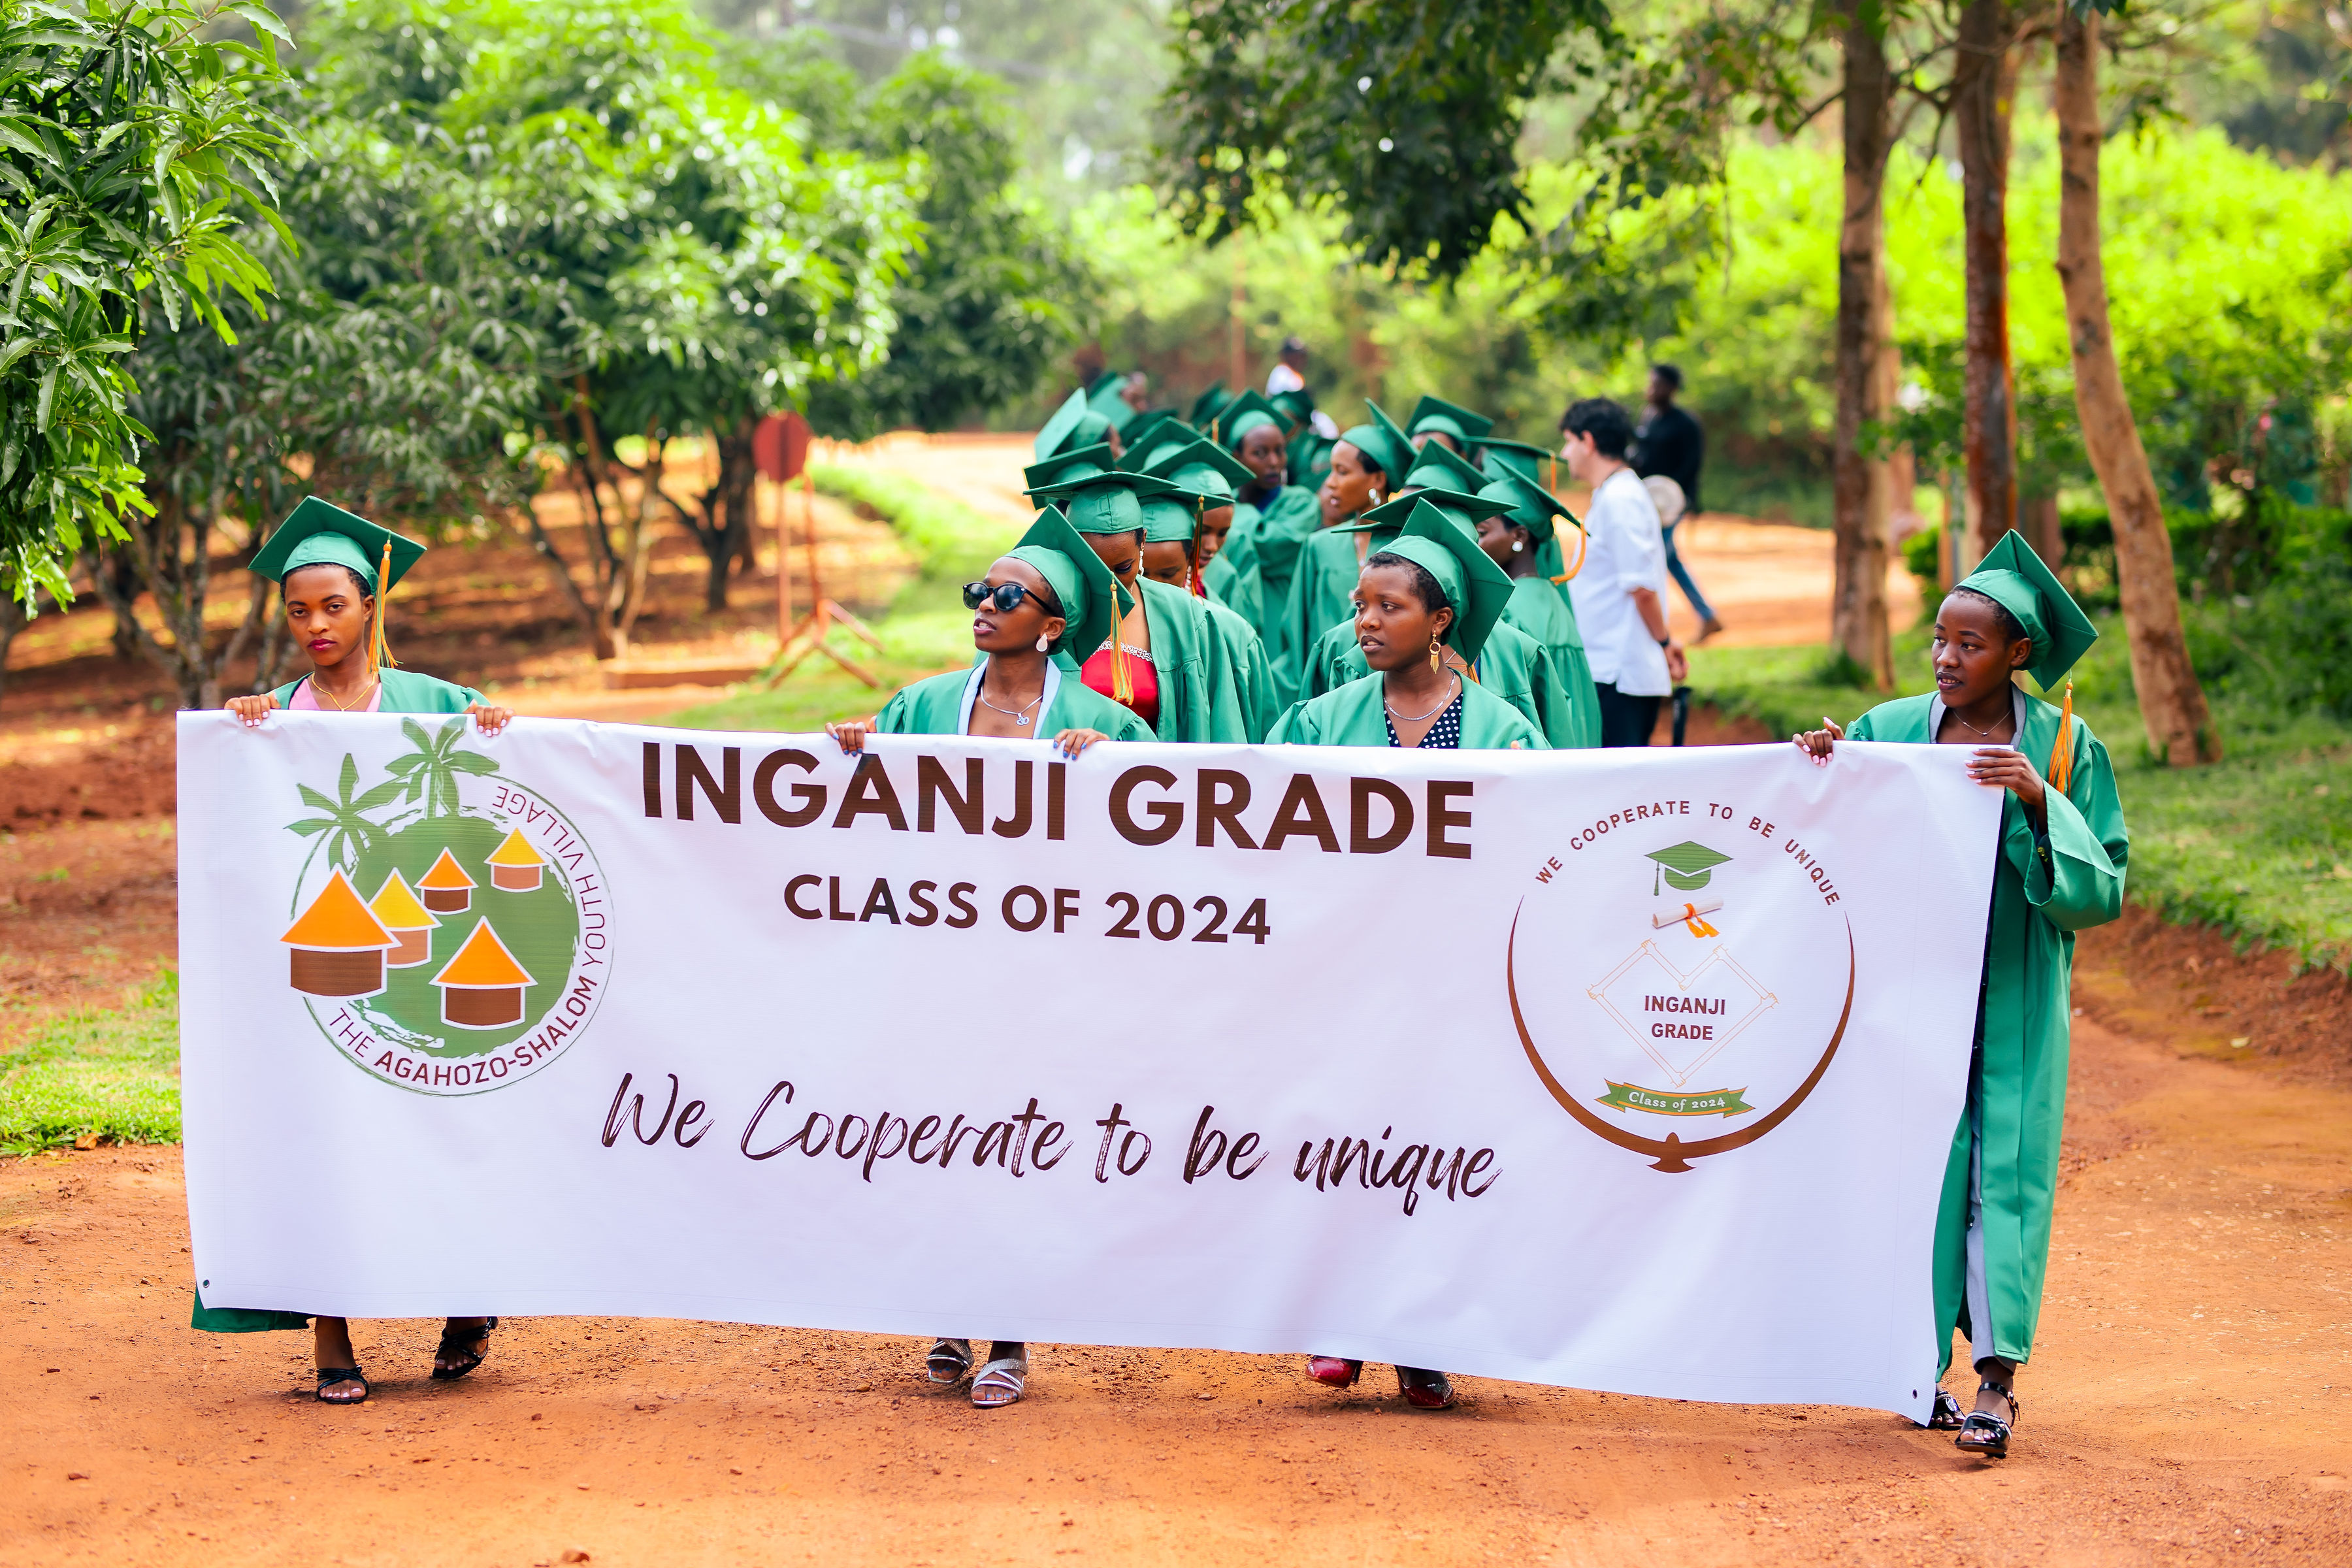 INGANJI GRADE
CLASS OF 2024
We Cooperate to be unique
THE AGAHOZO-SHALOM YOUTH VILLAGE
WE COOPERATE TO BE UNIQUE
INGANJI
GRADE
Class of 2024